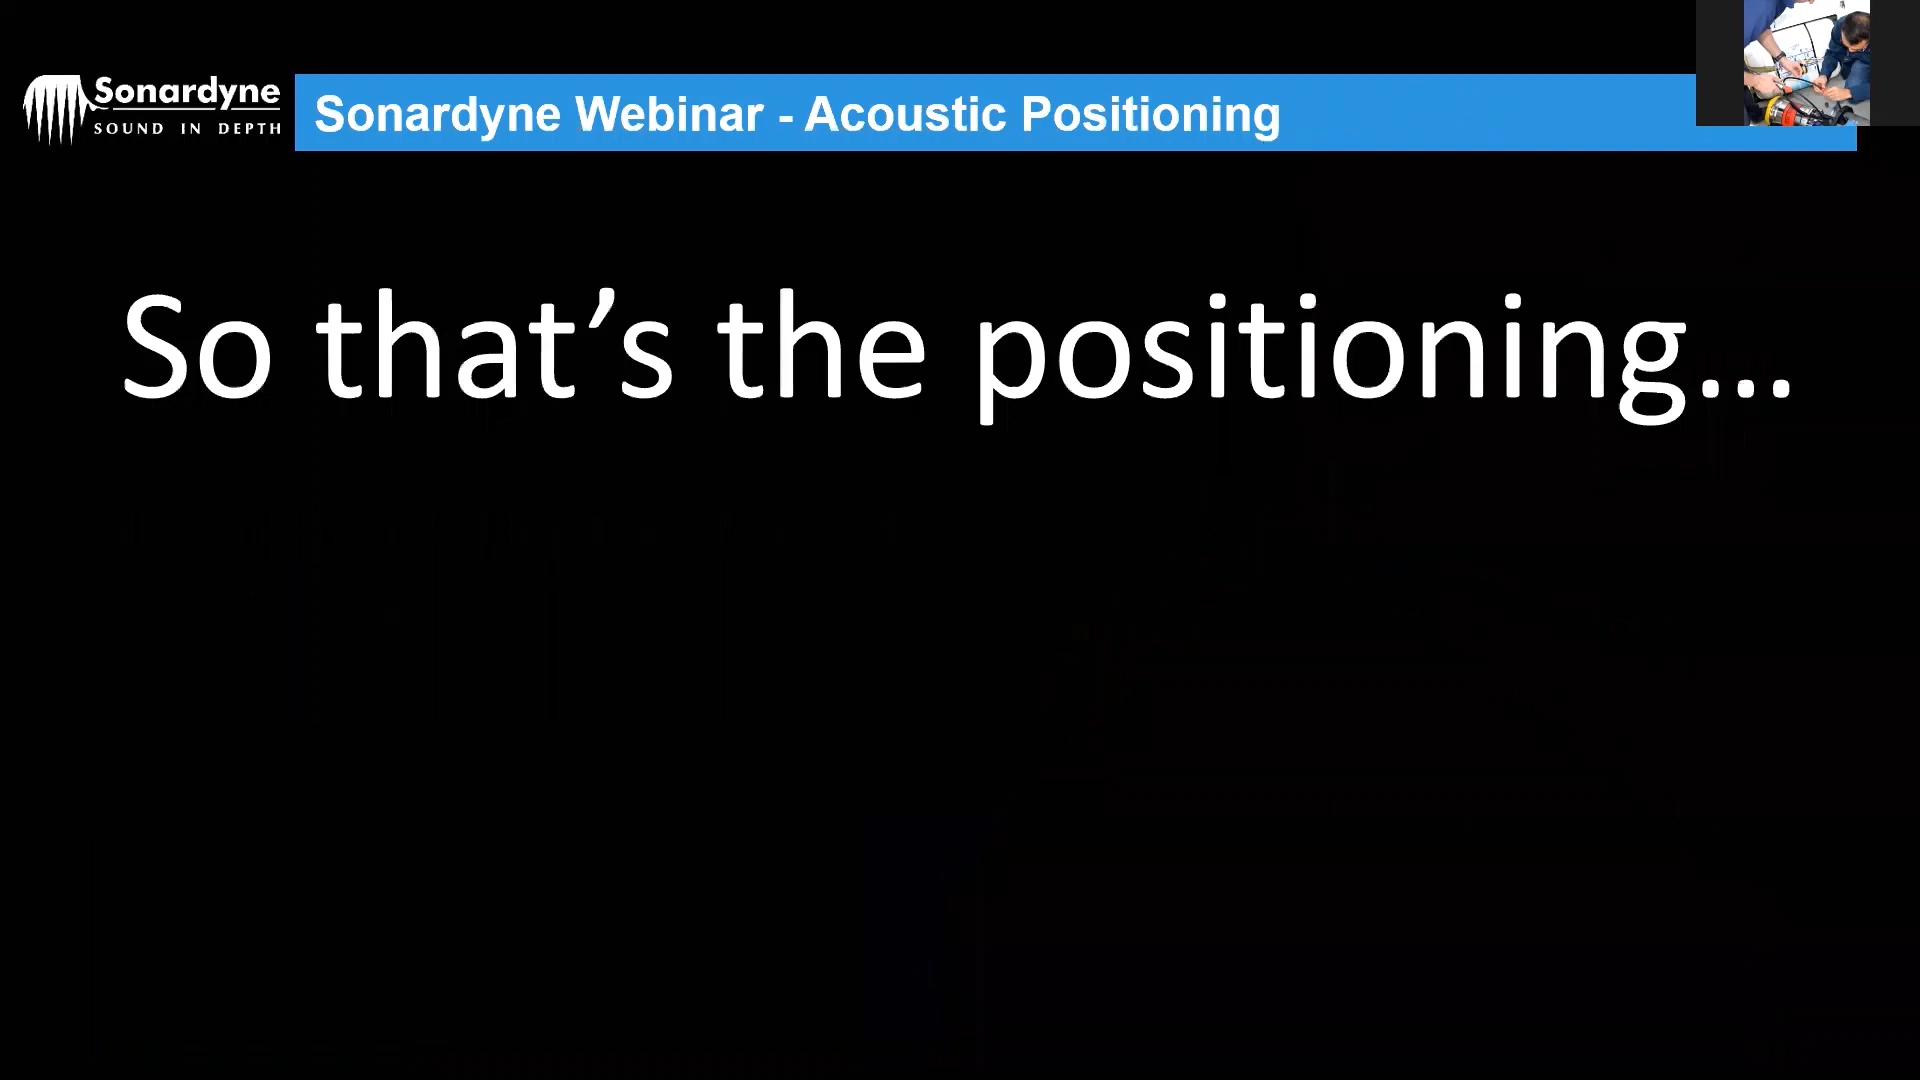 Sonardyne
SOUND IN DEPTH
Sonardyne Webinar - Acoustic Positioning
So that’s the positioning...